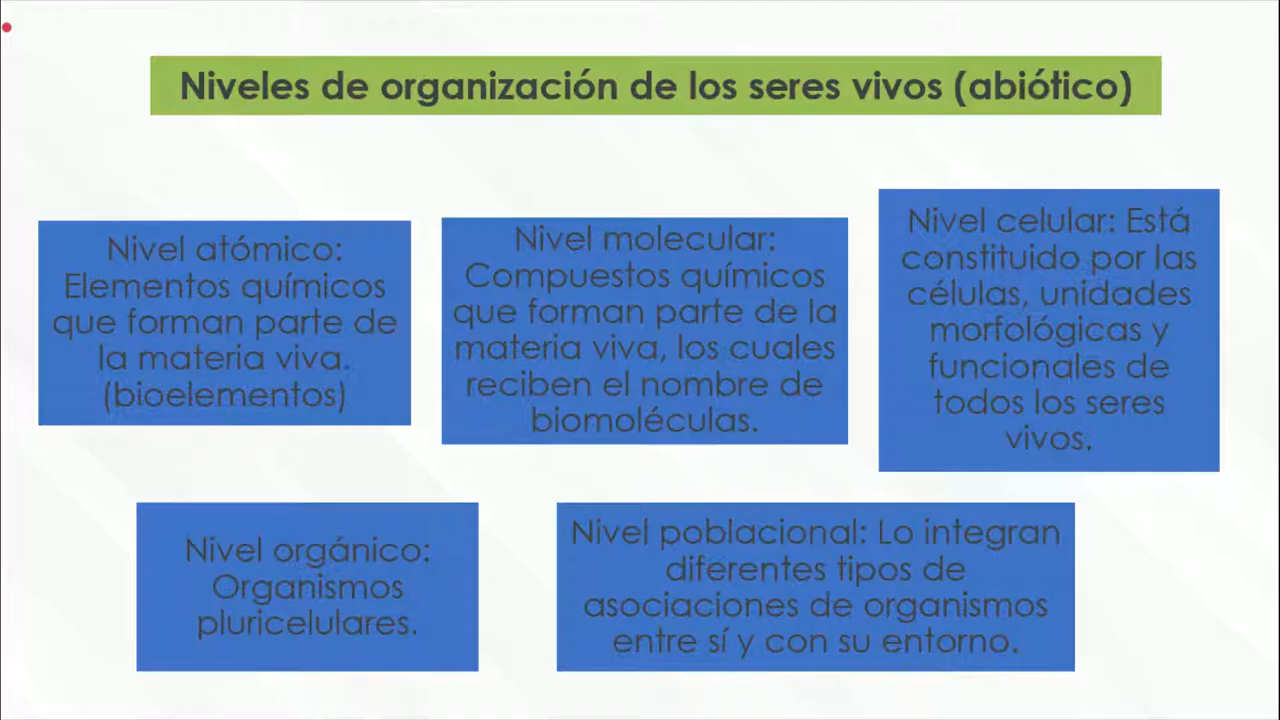 Niveles de organización de los seres vivos (abiótico)
Nivel atómico:
Elementos químicos
que forman parte de
la materia viva.
(bioelementos)
Nivel molecular:
Compuestos químicos
que forman parte de la
materia viva, los cuales
reciben el nombre de
biomoléculas.
Nivel celular: Está
constituido por las
células, unidades
morfológicas y
funcionales de
todos los seres
vivos.
Nivel orgánico:
Organismos
pluricelulares.
Nivel poblacional: Lo integran
diferentes tipos de
asociaciones de organismos
entre sí y con su entorno.